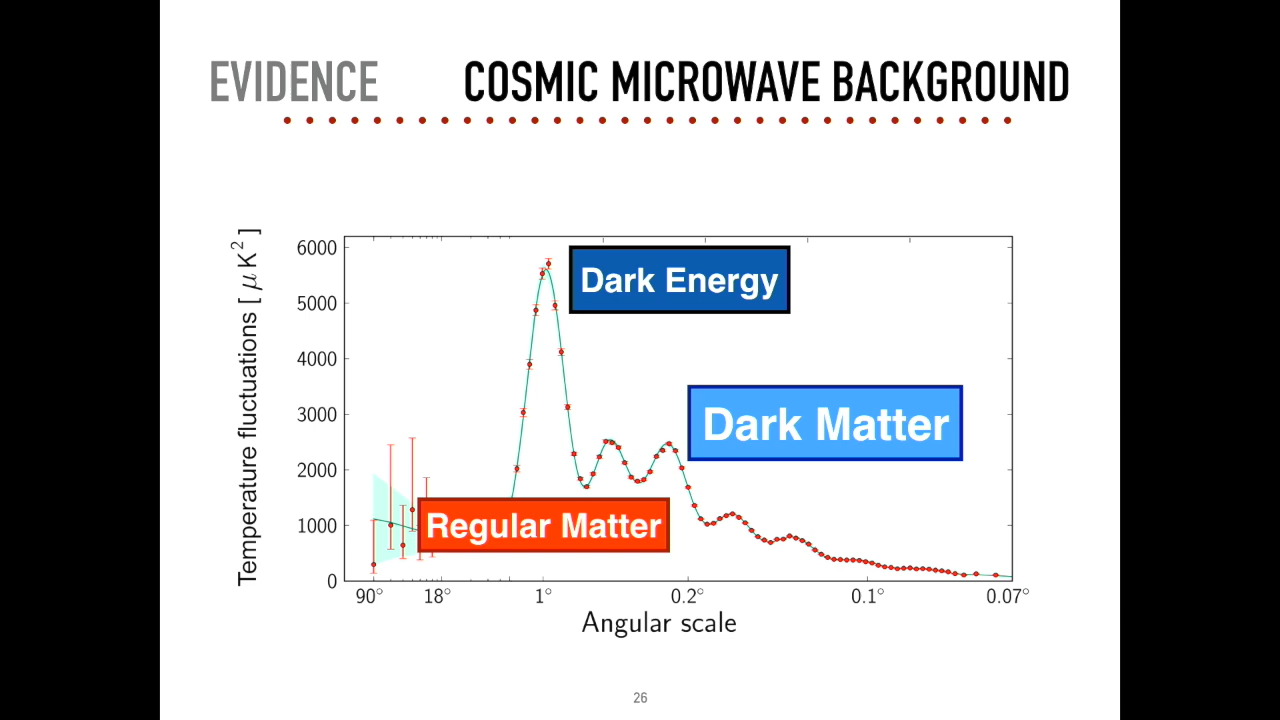 EVIDENCE COSMIC MICROWAVE BACKGROUND
Temperature fluctuations [ μ K² ]
6000
5000
4000
3000
2000
1000
0
Dark Energy
Dark Matter
Regular Matter
90° 18° 1° 0.2° 0.1° 0.07°
Angular scale
26